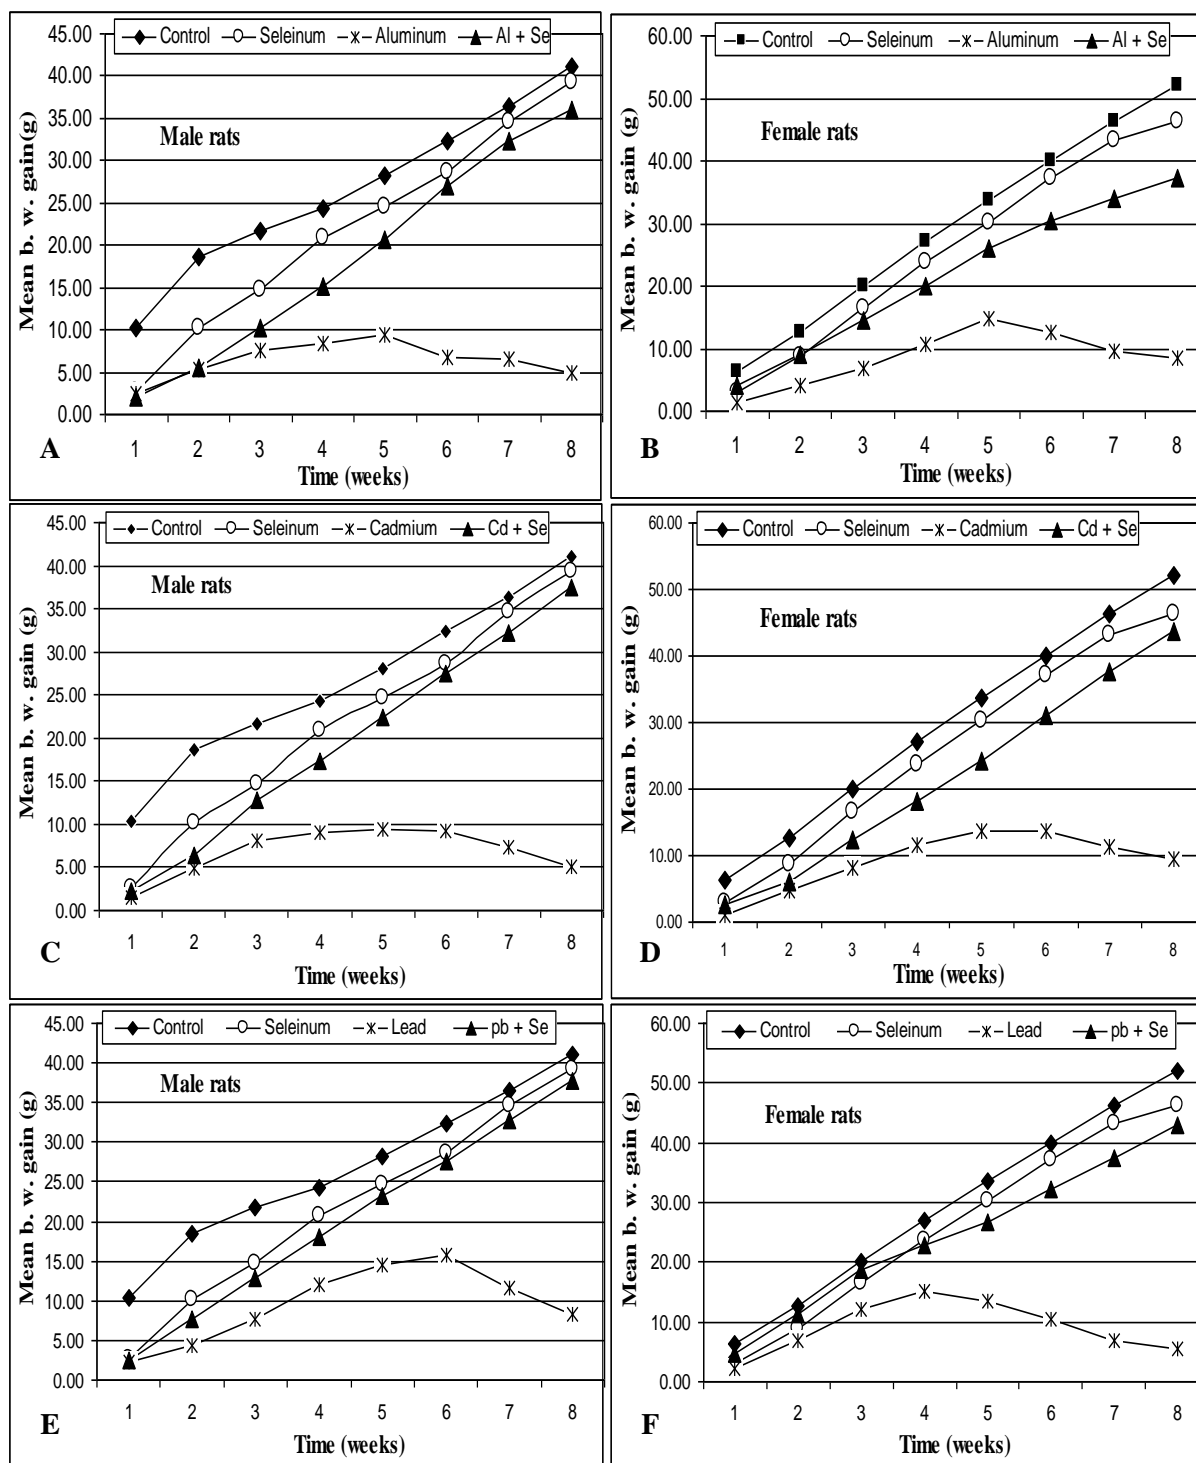 Control Seleinum Aluminum Al + Se
Mean b. w. gain(g)
45.00
40.00
35.00
30.00
25.00
20.00
15.00
10.00
5.00
0.00
Male rats
1 2 3 4 5 6 7 8
A
Time (weeks)
Control Seleinum Aluminum Al + Se
Mean b. w. gain (g)
60.00
50.00
40.00
30.00
20.00
10.00
0.00
Female rats
1 2 3 4 5 6 7 8
B
Time (weeks)
Control Seleinum Cadmium Cd + Se
Mean b. w. gain (g)
45.00
40.00
35.00
30.00
25.00
20.00
15.00
10.00
5.00
0.00
Male rats
1 2 3 4 5 6 7 8
C
Time (weeks)
Control Seleinum Cadmium Cd + Se
Mean b. w. gain (g)
60.00
50.00
40.00
30.00
20.00
10.00
0.00
Female rats
1 2 3 4 5 6 7 8
D
Time (weeks)
Control Seleinum Lead pb + Se
Mean b. w. gain (g)
45.00
40.00
35.00
30.00
25.00
20.00
15.00
10.00
5.00
0.00
Male rats
1 2 3 4 5 6 7 8
E
Time (weeks)
Control Seleinum Lead pb + Se
Mean b. w. gain (g)
60.00
50.00
40.00
30.00
20.00
10.00
0.00
Female rats
1 2 3 4 5 6 7 8
F
Time (weeks)